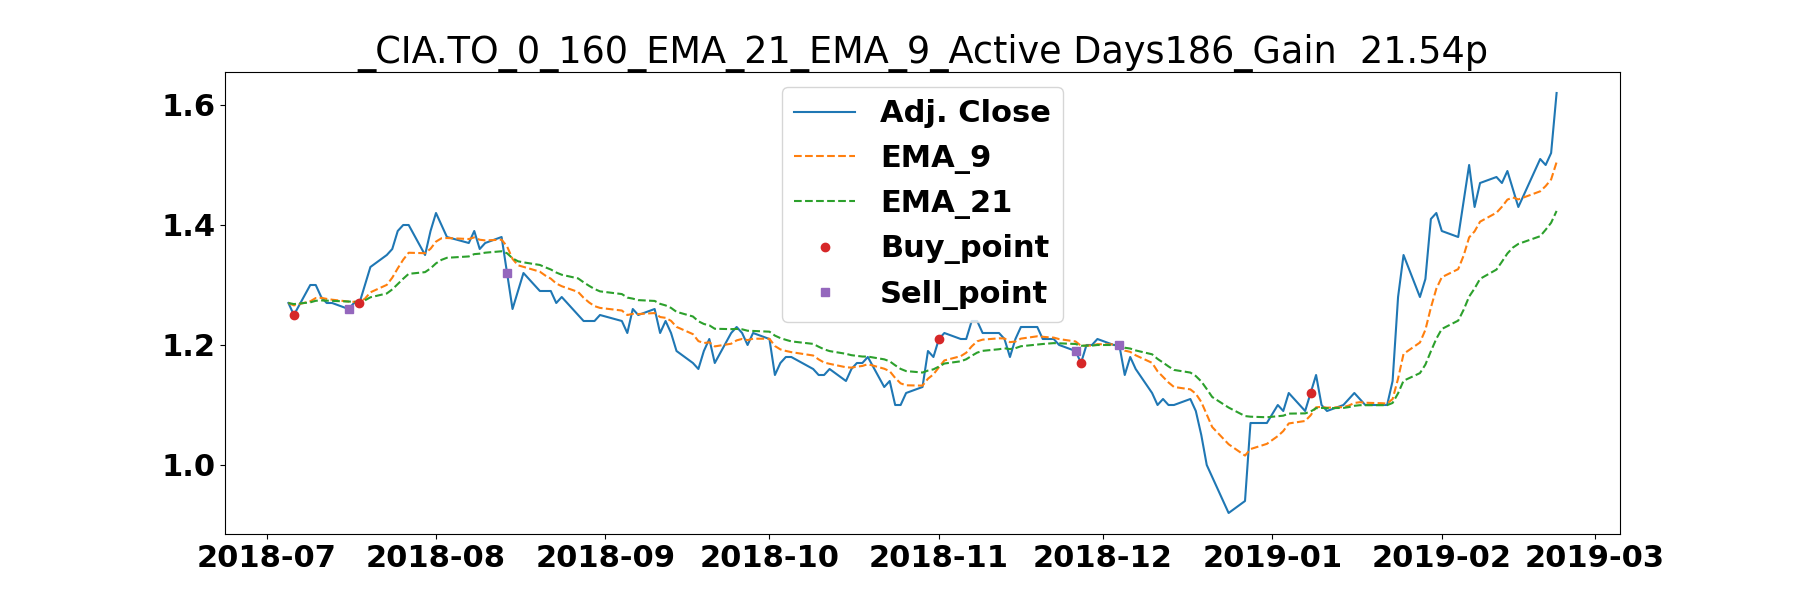 _CIA.TO_0_160_EMA_21_EMA_9_Active Days186_Gain  21.54p
1.6
1.4
1.2
1.0
Adj. Close
EMA_9
EMA_21
Buy_point
Sell_point
2018-07 2018-08 2018-09 2018-10 2018-11 2018-12 2019-01 2019-02 2019-03